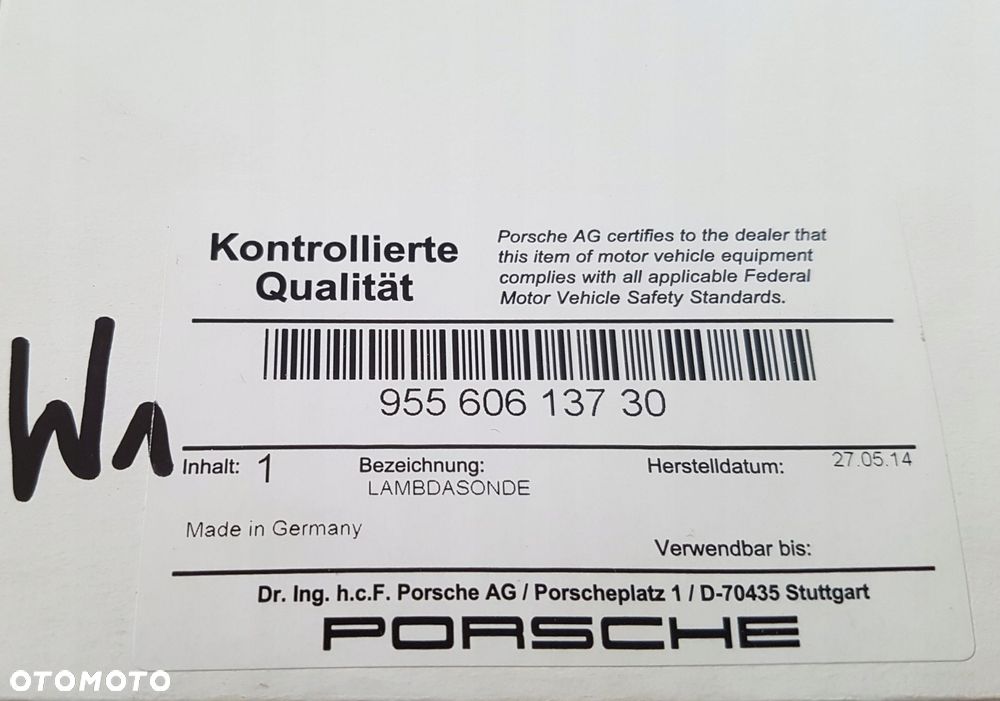 Kontrollierte
Qualität
Porsche AG certifies to the dealer that
this item of motor vehicle equipment
complies with all applicable Federal
Motor Vehicle Safety Standards.
955 606 137 30
W1
Inhalt: 1 Bezeichnung: Herstelldatum: 27.05.14
LAMBDASONDE
Made in Germany
Verwendbar bis:
Dr. Ing. h.c.F. Porsche AG / Porscheplatz 1 / D-70435 Stuttgart
PORSCHE
OTOMOTO